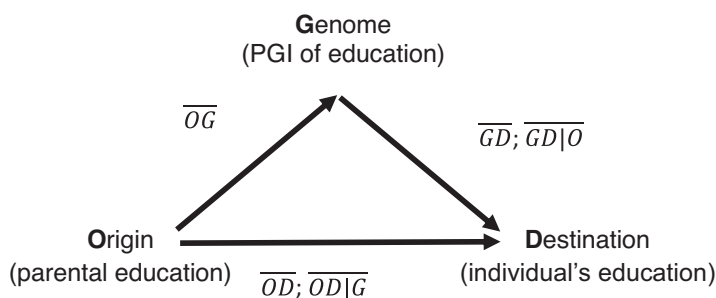 Genome
(PGI of education)
OG
GD; GD|O
Origin
(parental education)
Destination
(individual's education)
OD; OD|G